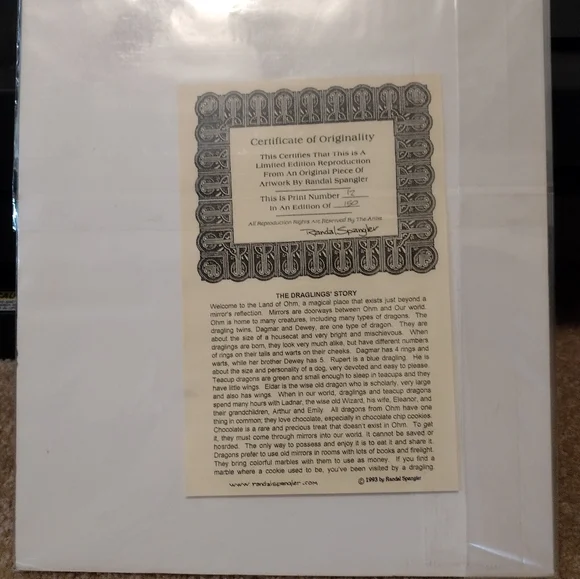 Certificate of Originality
This Certifies That This is A
Limited Edition Reproduction
From An Original Piece Of
Artwork By Randal Spangler
This Is Print Number 
In An Edition Of 150
All Reproduction Rights Are Reserved By The Artist
Randal Spangler
THE DRAGLINGS' STORY
Welcome to the Land of Ohm, a magical place that exists just beyond a
mirror's reflection. Mirrors are doorways between Ohm and Our world.
Ohm is home to many creatures, including many types of dragons. The
dragling twins, Dagmar and Dewey, are one type of dragon. They are
about the size of a housecat and very bright and mischievous. When
draglings are born, they look very much alike, but have different numbers
of rings on their tails and warts on their cheeks. Dagmar has 4 rings and
warts, while her brother Dewey has 5. Rupert is a blue dragling. He is
about the size and personality of a dog, very devoted and easy to please.
Teacup dragons are green and small enough to sleep in teacups and they
have little wings. Elder is the wise old dragon who is scholarly, very large
and also has wings. When in our world, draglings and teacup dragons
spend many hours with Ladnar, the wise old Wizard, his wife, Eleanor, and
their grandchildren, Arthur and Emily. All dragons from Ohm have one
thing in common; they love chocolate, especially in chocolate chip cookies.
Chocolate is a rare and precious treat that doesn't exist in Ohm. To get
it, they must come through mirrors into our world. It cannot be saved or
hoarded. The only way to possess and enjoy it is to eat it and share it.
Dragons prefer to use old mirrors in rooms with lots of books and firelight.
They bring colorful marbles with them to use as money. If you find a
marble where a cookie used to be, you've been visited by a dragling.
www.randalspangler.com © 1993 by Randal Spangler